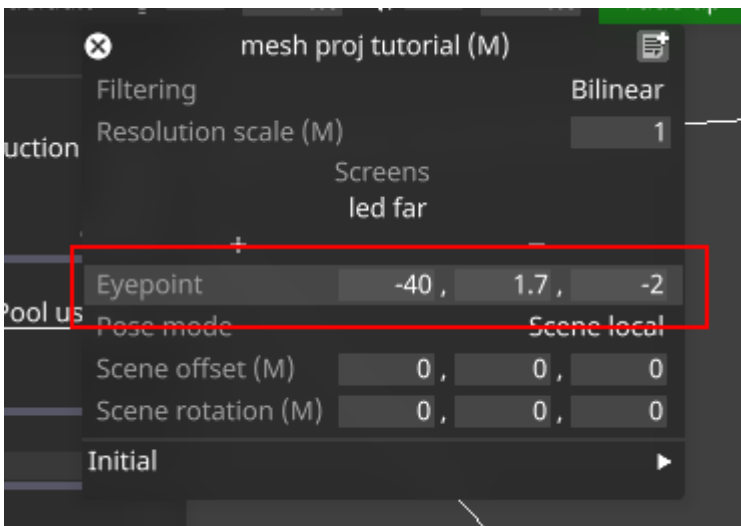 mesh proj tutorial (M)
Filtering Bilinear
Resolution scale (M) 1
uction
Screens
led far
+ −
Eyepoint -40 , 1.7 , -2
Pool us
Pose mode Scene local
Scene offset (M) 0 , 0 , 0
Scene rotation (M) 0 , 0 , 0
Initial